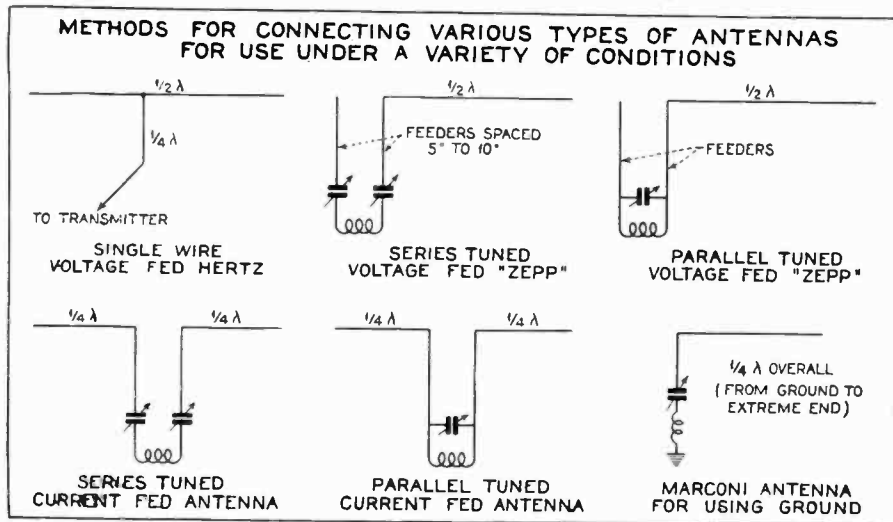 METHODS FOR CONNECTING VARIOUS TYPES OF ANTENNAS
FOR USE UNDER A VARIETY OF CONDITIONS
1/2 λ
1/4 λ
TO TRANSMITTER
SINGLE WIRE
VOLTAGE FED HERTZ
1/2 λ
FEEDERS SPACED
5" TO 10"
SERIES TUNED
VOLTAGE FED "ZEPP"
1/2 λ
FEEDERS
PARALLEL TUNED
VOLTAGE FED "ZEPP"
1/4 λ 1/4 λ
SERIES TUNED
CURRENT FED ANTENNA
1/4 λ 1/4 λ
PARALLEL TUNED
CURRENT FED ANTENNA
1/4 λ OVERALL
(FROM GROUND TO
EXTREME END)
MARCONI ANTENNA
FOR USING GROUND